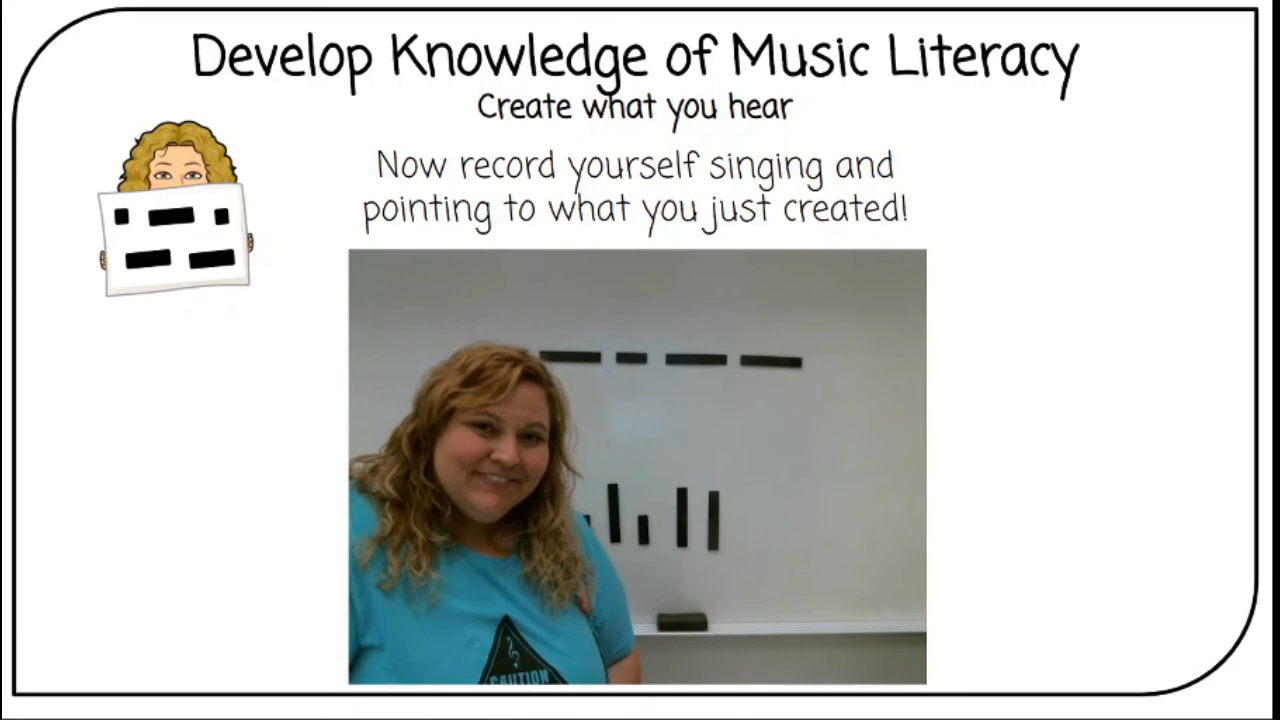 Develop Knowledge of Music Literacy
Create what you hear
Now record yourself singing and
pointing to what you just created!
CAUTION